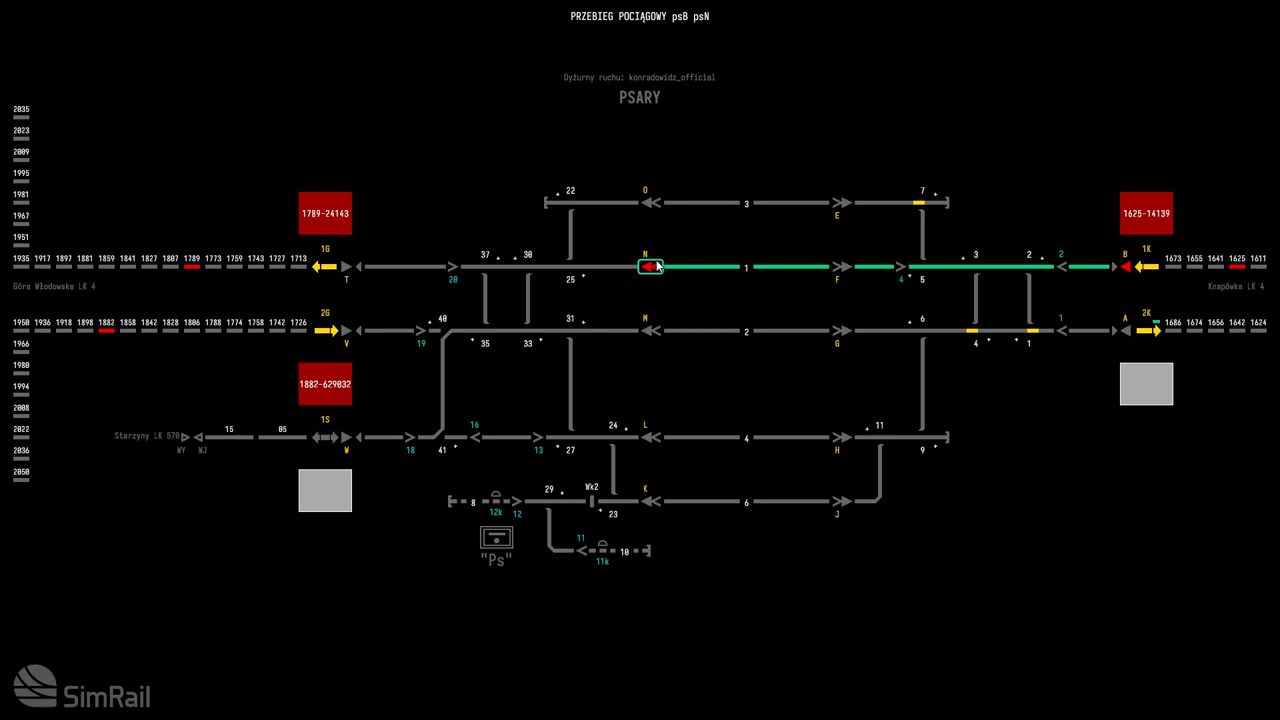 PRZEBIEG POCIĄGOWY psB psN
Dyżurny ruchu: konradowidz_official
PSARY
2035
2023
2009
1995
1981
1967
1951
1935 1917 1897 1881 1859 1841 1827 1807 1789 1773 1759 1745 1727 1713
Góra Włodowska LK 4
1789-24143
1G
T
20
37
30
25
22
O
3
E
7
N
1
F
4
5
3
2
2
B
1K
1625-14139
1673 1655 1641 1625 1611
Knapówka LK 4
1950 1936 1918 1898 1882 1858 1842 1828 1806 1788 1774 1758 1742 1726
2G
V
19
40
35
33
31
M
2
G
6
4
1
1
A
2K
1686 1674 1656 1642 1624
1966
1980
1994
2008
2022
2036
2050
1882-629032
Starzyny LK 570
WY
WJ
15
05
1S
W
18
41
16
13
27
24
L
4
H
11
9
8
12k
12
29
Wk2
23
K
6
J
11
11k
10
"Ps"
SimRail